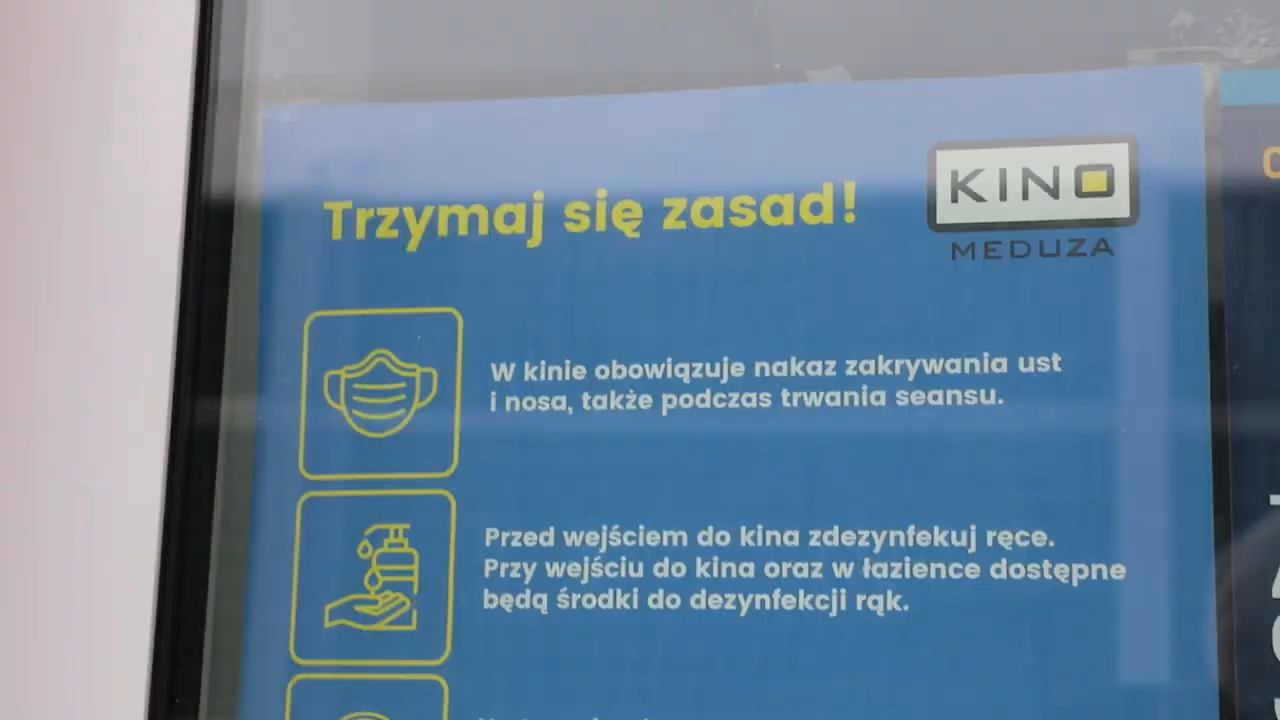 Trzymaj się zasad!
KINO
MEDUZA
W kinie obowiązuje nakaz zakrywania ust
i nosa, także podczas trwania seansu.
Przed wejściem do kina zdezynfekuj ręce.
Przy wejściu do kina oraz w łazience dostępne
będą środki do dezynfekcji rąk.